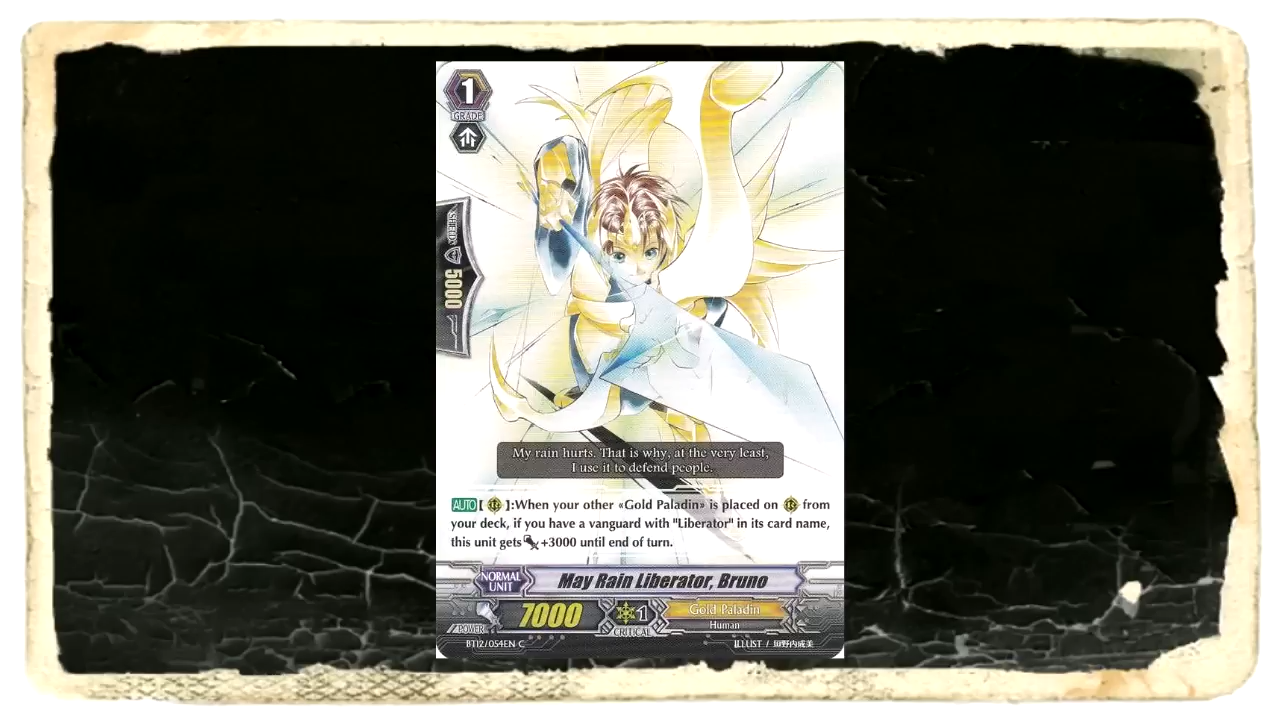 1
GRADE
SHIELD
5000
My rain hurts. That is why, at the very least,
I use it to defend people.
AUTO [ ]:When your other «Gold Paladin» is placed on from
your deck, if you have a vanguard with "Liberator" in its card name,
this unit gets +3000 until end of turn.
NORMAL
UNIT
May Rain Liberator, Bruno
POWER
7000
1
CRITICAL
Gold Paladin
Human
BT12/054EN C
ILLUST / 垣野内成美